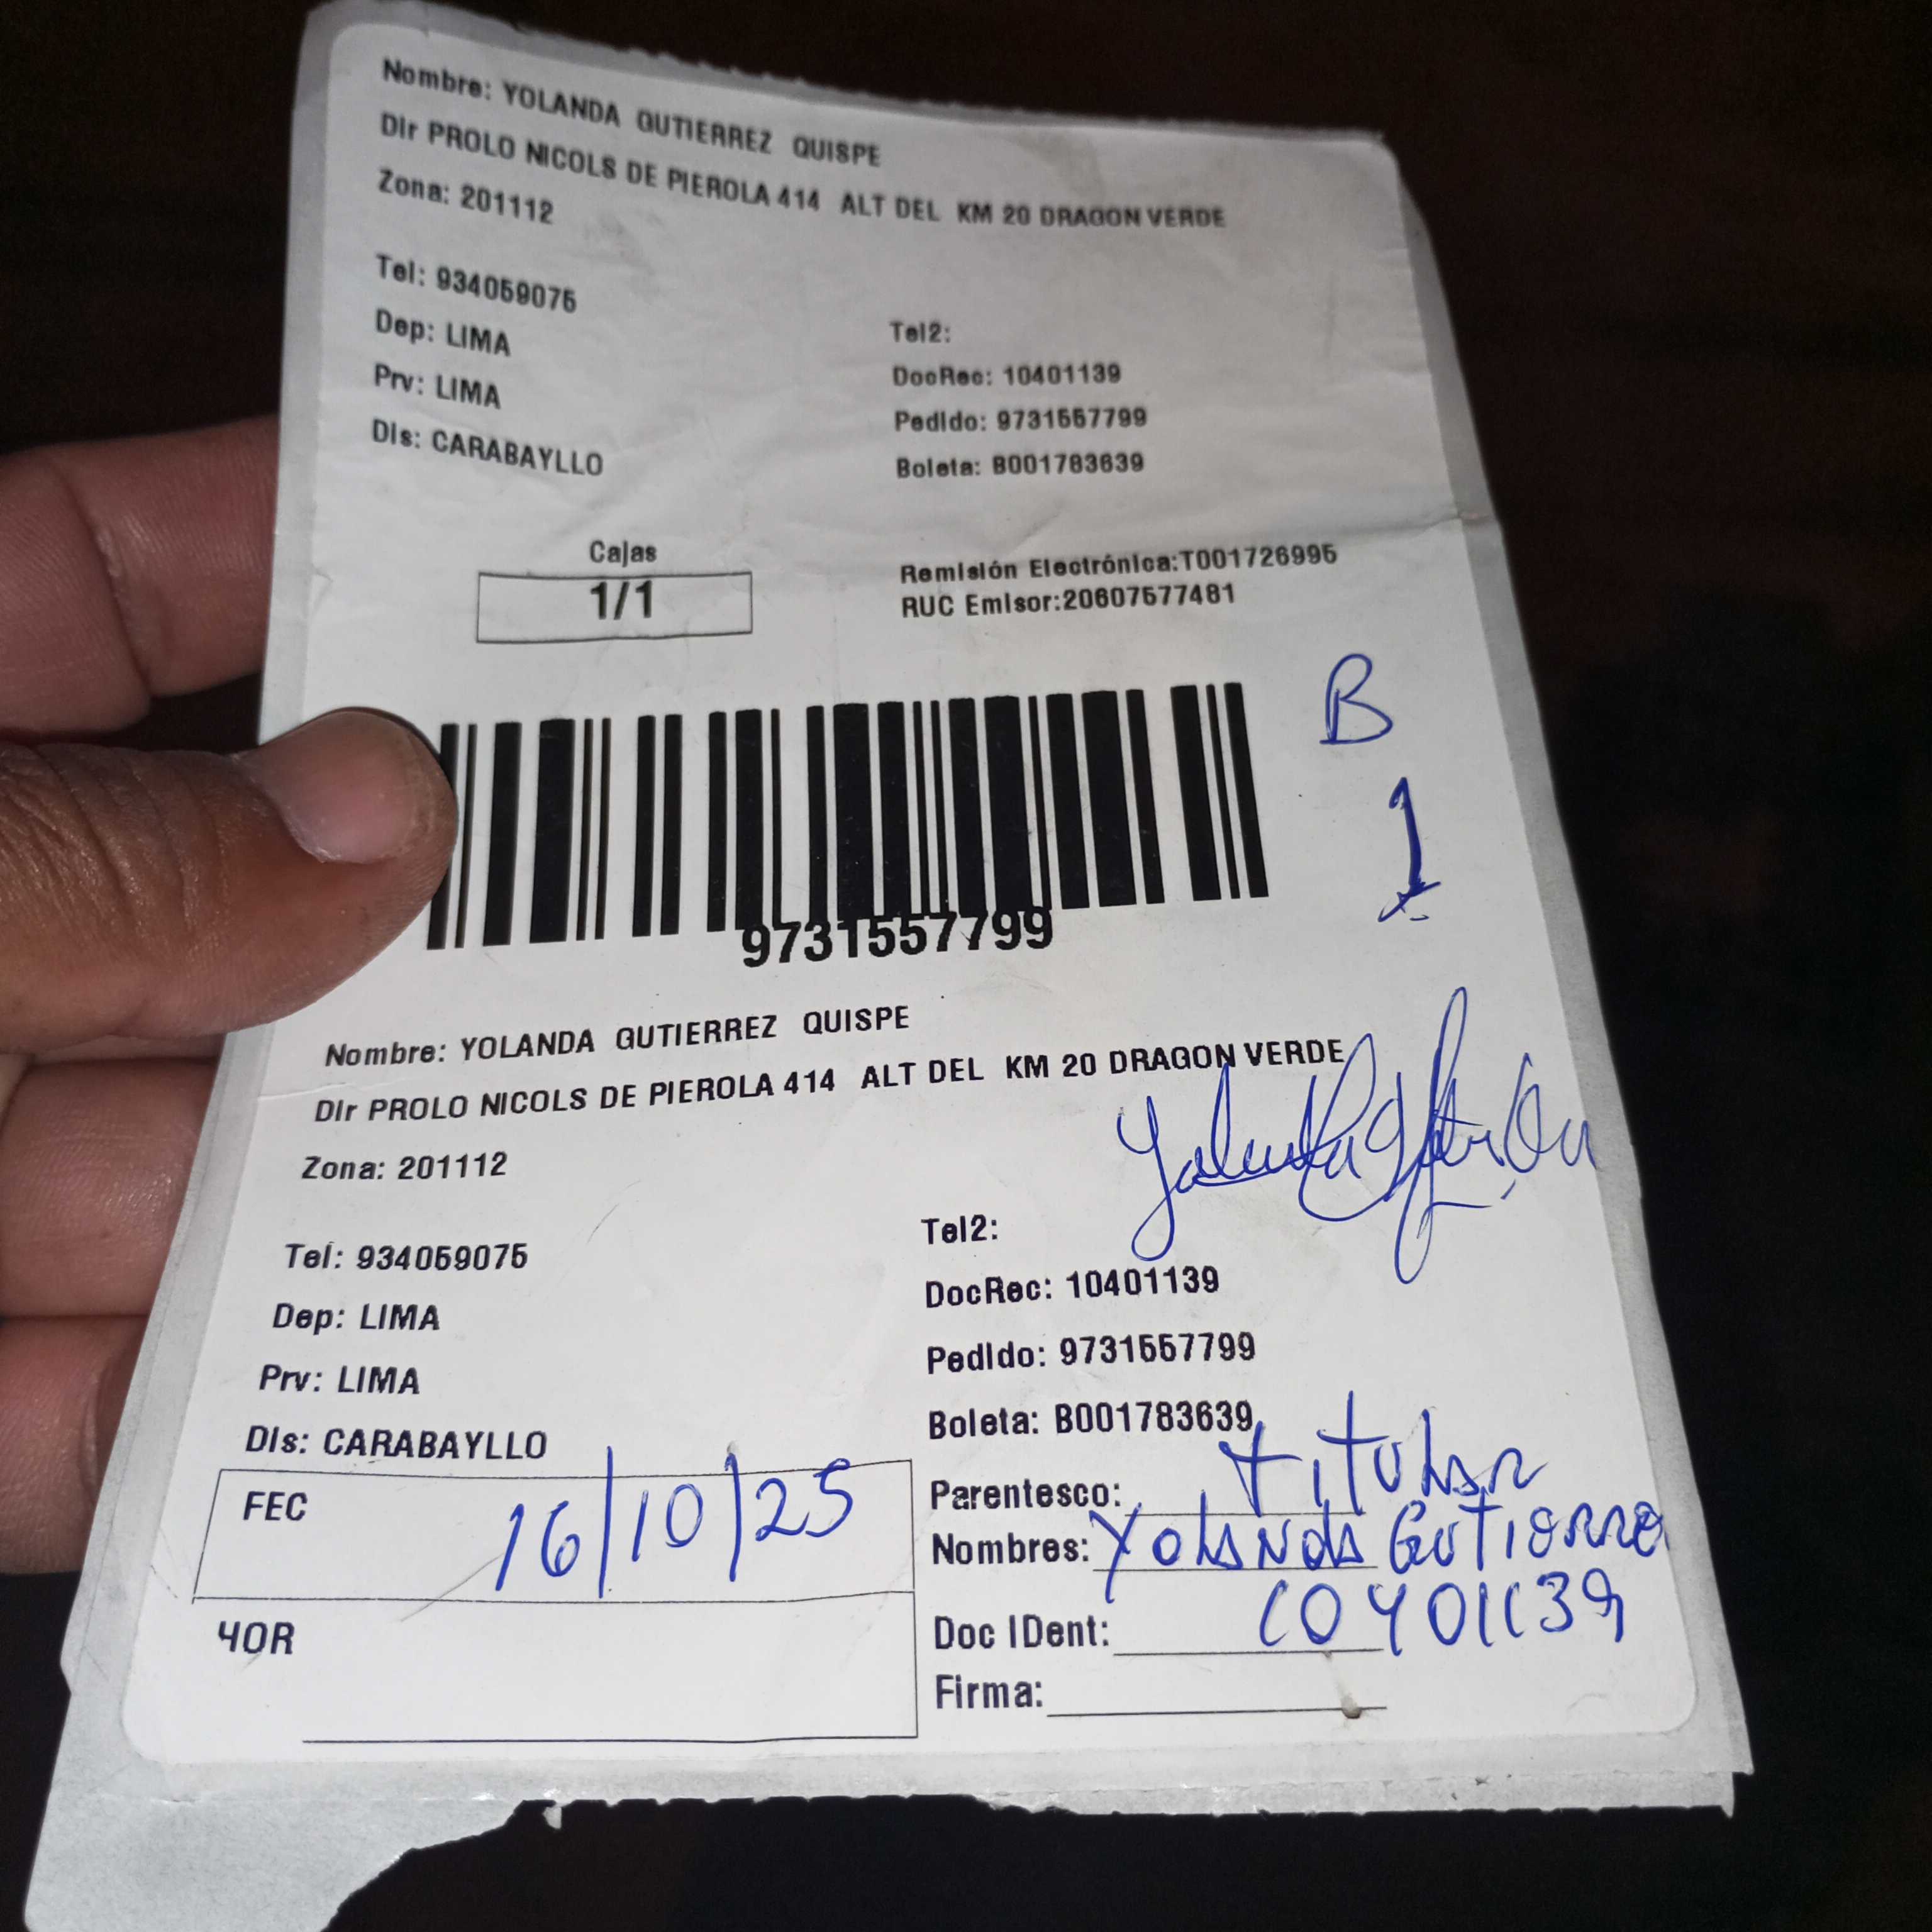 Nombre: YOLANDA GUTIERREZ QUISPE
Dir PROLO NICOLS DE PIEROLA 414 ALT DEL KM 20 DRAGON VERDE
Zona: 201112
Tel: 934059075
Dep: LIMA
Prv: LIMA
Dis: CARABAYLLO
Tel2:
DocRec: 10401139
Pedido: 9731557799
Boleta: B001783639
Cajas
1/1
Remisión Electrónica:T001726995
RUC Emisor:20607577481
B
1
9731557799
Nombre: YOLANDA GUTIERREZ QUISPE
Dir PROLO NICOLS DE PIEROLA 414 ALT DEL KM 20 DRAGON VERDE
Zona: 201112
Tel: 934059075
Dep: LIMA
Prv: LIMA
Dis: CARABAYLLO
Tel2:
DocRec: 10401139
Pedido: 9731557799
Boleta: B001783639
FEC 16/10/25
HOR
Parentesco: titular
Nombres: Yolanda Gutierre
Doc IDent: 10401139
Firma: